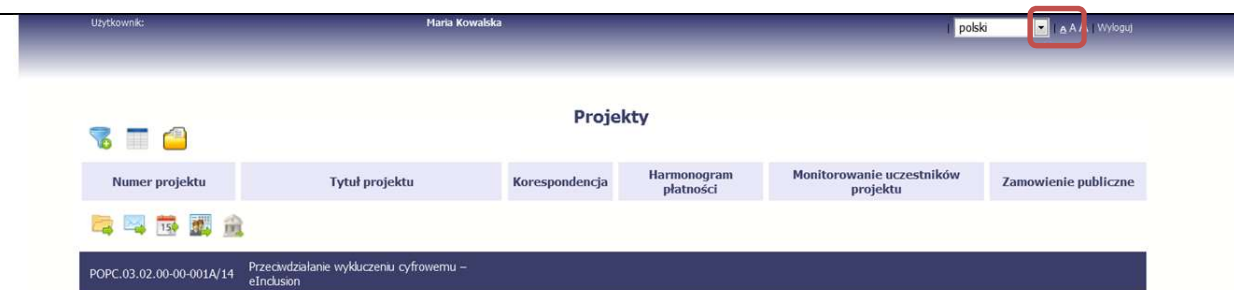 Użytkownik: Maria Kowalska | polski | A A A | Wyloguj
Projekty
Numer projektu Tytuł projektu Korespondencja Harmonogram płatności Monitorowanie uczestników projektu Zamowienie publiczne
POPC.03.02.00-00-001A/14 Przeciwdziałanie wykluczeniu cyfrowemu –
eInclusion